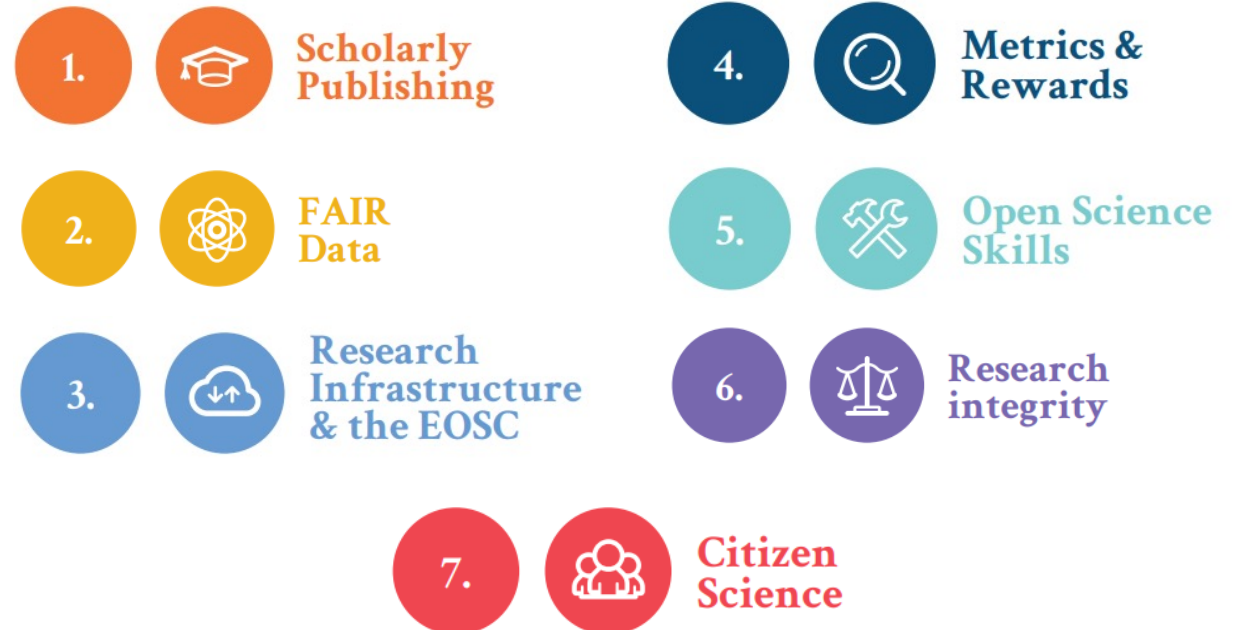 1.
Scholarly
Publishing
2.
FAIR
Data
3.
Research
Infrastructure
& the EOSC
4.
Metrics &
Rewards
5.
Open Science
Skills
6.
Research
integrity
7.
Citizen
Science